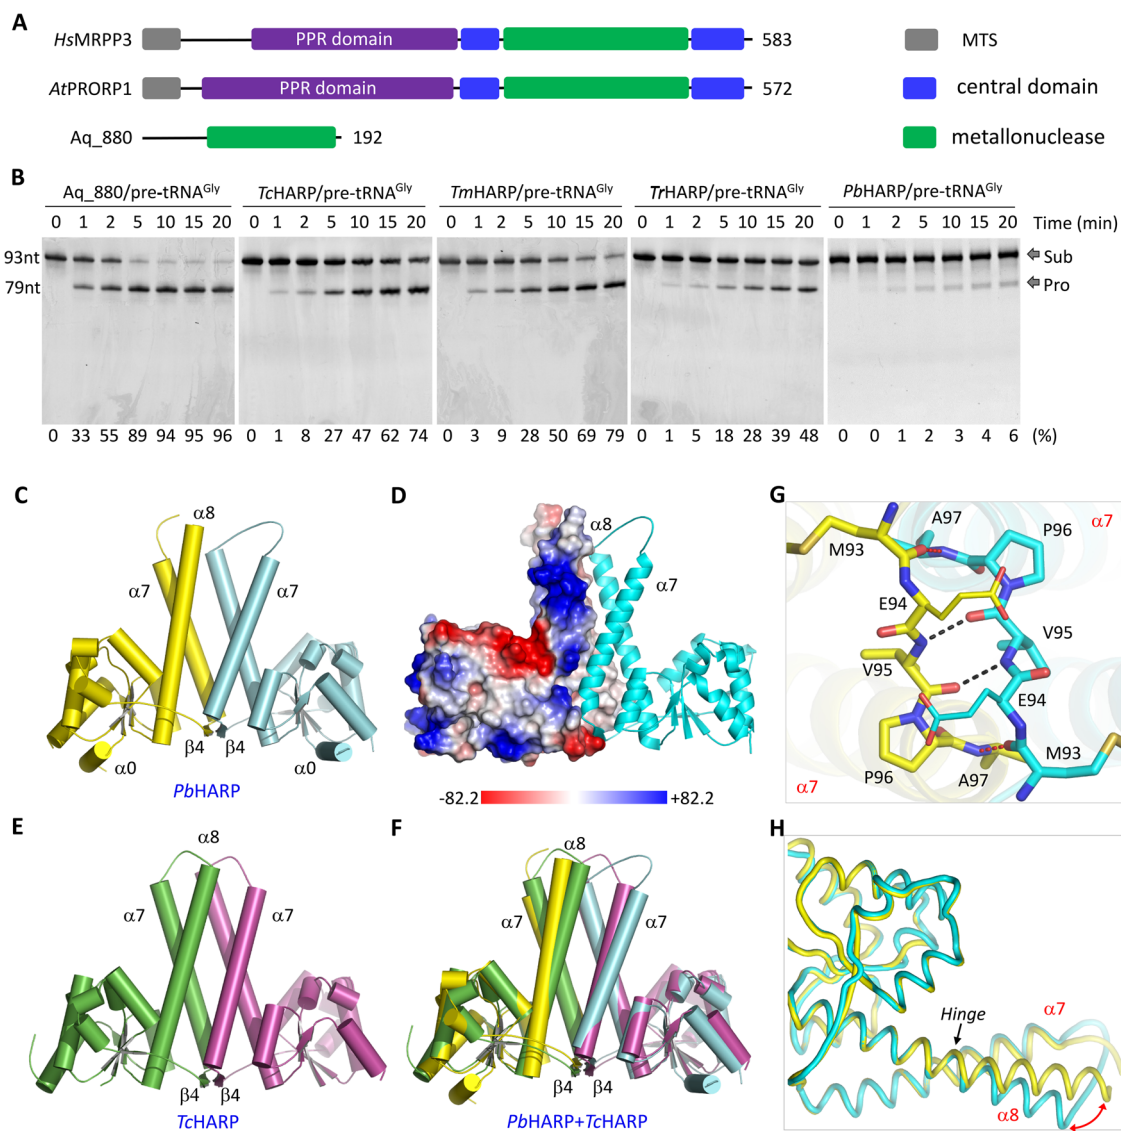 A
HsMRPP3 PPR domain 583 MTS
AtPRORP1 PPR domain 572 central domain
Aq_880 192 metallonuclease
B
Aq_880/pre-tRNAGly TcHARP/pre-tRNAGly TmHARP/pre-tRNAGly TrHARP/pre-tRNAGly PbHARP/pre-tRNAGly
0 1 2 5 10 15 20 0 1 2 5 10 15 20 0 1 2 5 10 15 20 0 1 2 5 10 15 20 0 1 2 5 10 15 20 Time (min)
93nt Sub
79nt Pro
0 33 55 89 94 95 96 0 1 8 27 47 62 74 0 3 9 28 50 69 79 0 1 5 18 28 39 48 0 0 1 2 3 4 6 (%)
C
α8
α7 α7
β4 β4
α0 α0
PbHARP
D
α8
α7
-82.2 +82.2
G
A97 α7
M93 P96
E94
V95
V95
E94
P96 A97 M93
α7
E
α8
α7 α7
β4 β4
TcHARP
F
α8
α7 α7
β4 β4
PbHARP+TcHARP
H
Hinge α7
α8